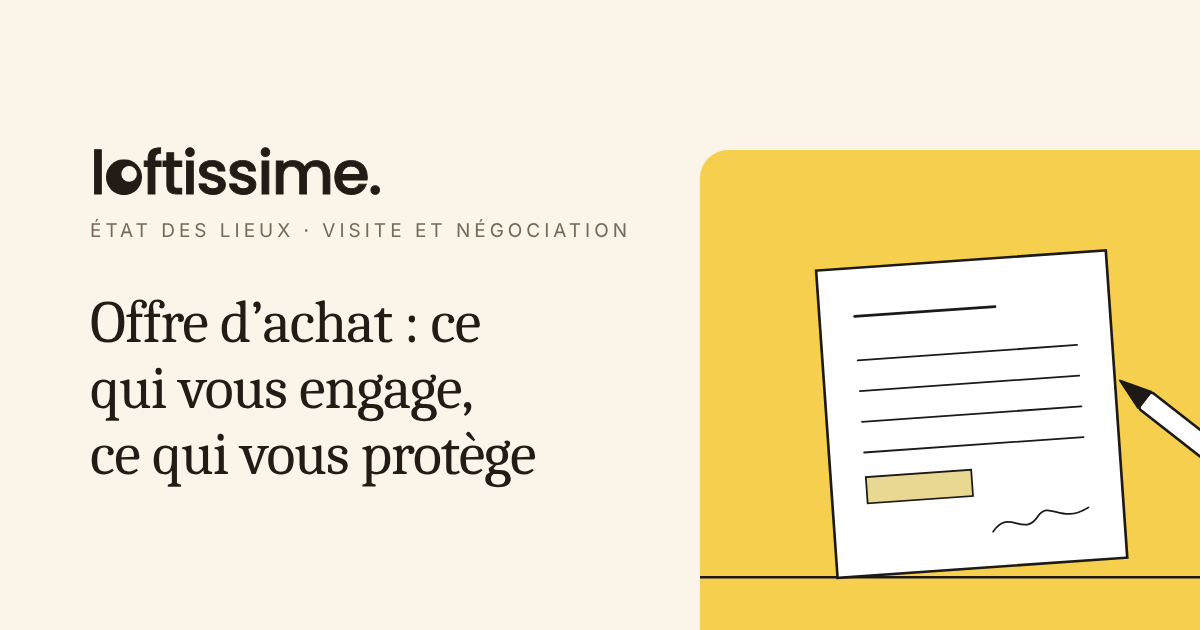 loftissime.
ÉTAT DES LIEUX · VISITE ET NÉGOCIATION
Offre d’achat : ce
qui vous engage,
ce qui vous protège